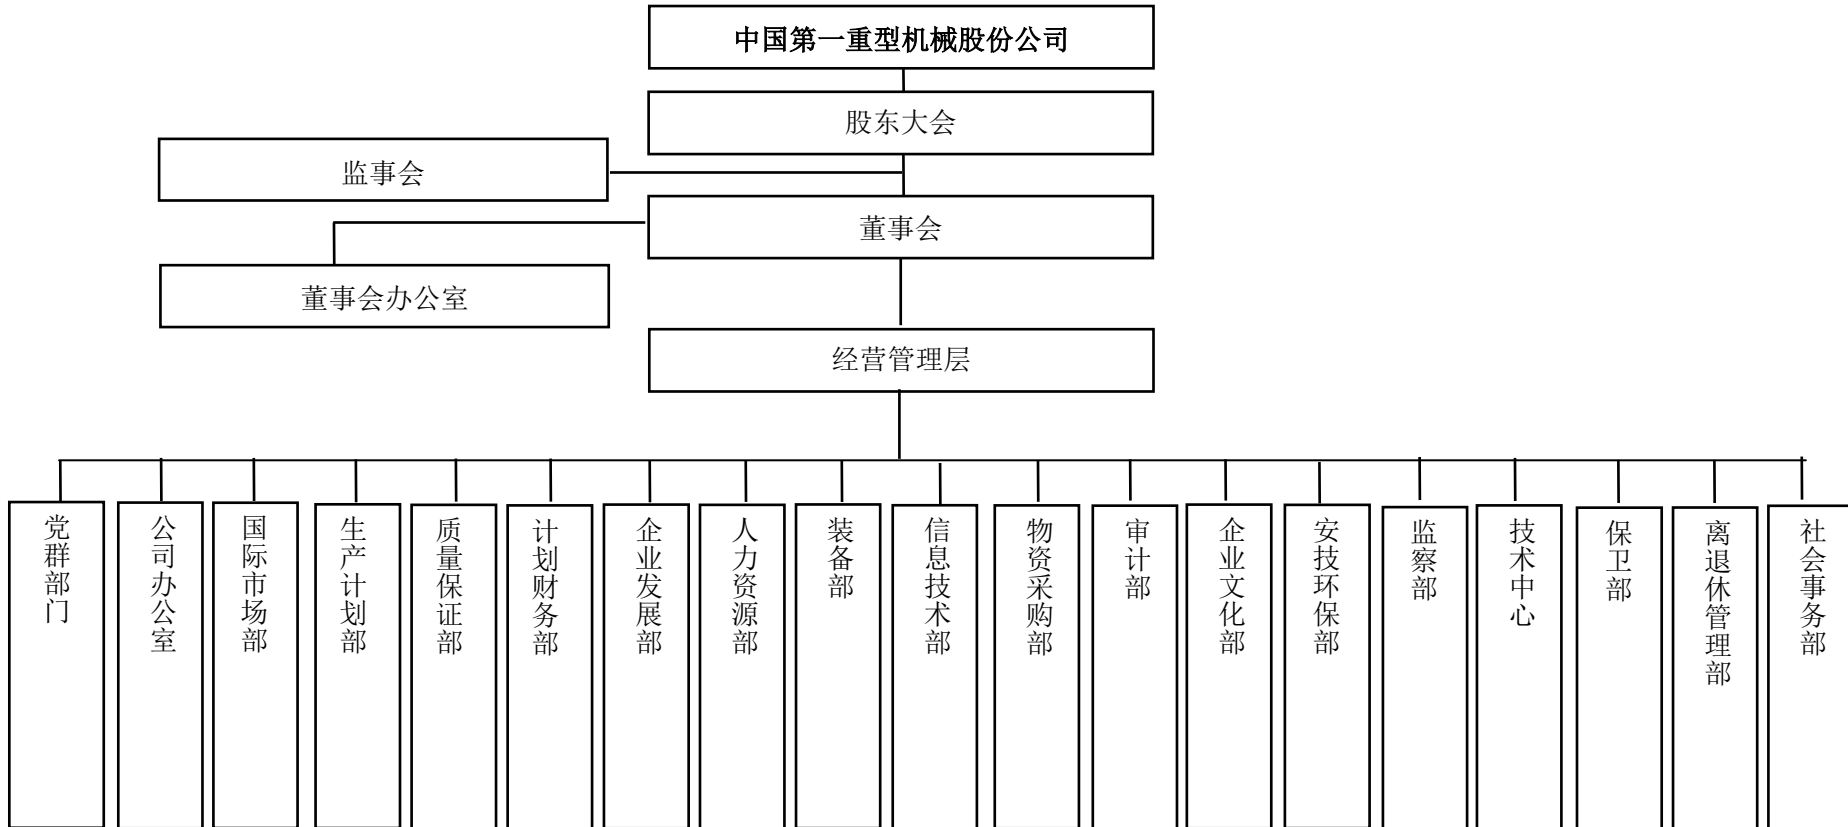 中国第一重型机械股份公司
股东大会
监事会
董事会
董事会办公室
经营管理层
党群部门
公司办公室
国际市场部
生产计划部
质量保证部
计划财务部
企业发展部
人力资源部
装备部
信息技术部
物资采购部
审计部
企业文化部
安技环保部
监察部
技术中心
保卫部
离退休管理部
社会事务部